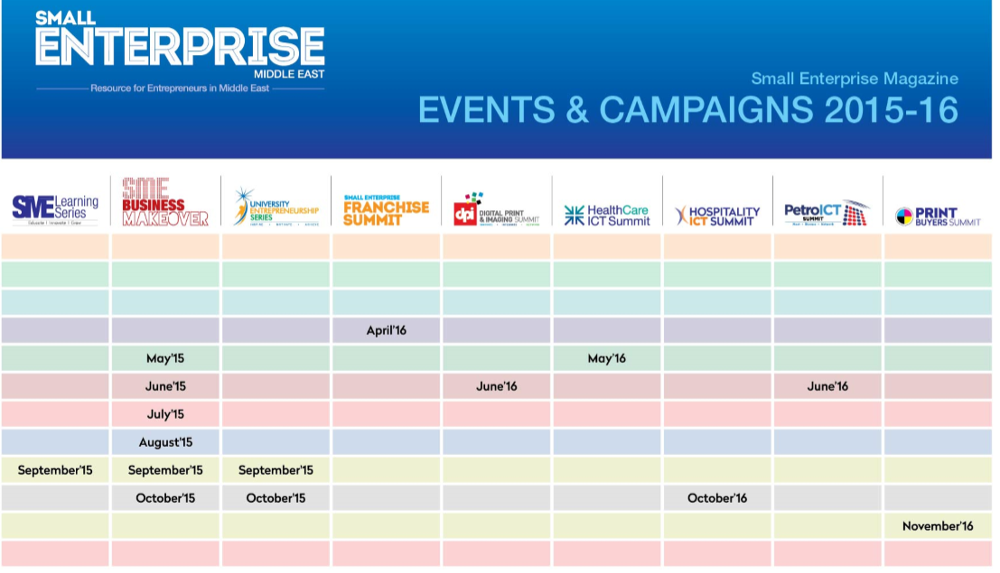 SMALL
ENTERPRISE
MIDDLE EAST
Resource for Entrepreneurs in Middle East
Small Enterprise Magazine
EVENTS & CAMPAIGNS 2015-16
SME Learning
Series
Educate | Innovate | Grow
SME
BUSINESS
MAKEOVER
UNIVERSITY
ENTREPRENEURSHIP
SERIES
SMALL ENTERPRISE
FRANCHISE
SUMMIT
dpi DIGITAL PRINT
& IMAGING SUMMIT
HealthCare
ICT Summit
HOSPITALITY
ICT SUMMIT
PetroICT
SUMMIT
PRINT
BUYERS SUMMIT
April'16
May'15 May'16
June'15 June'16 June'16
July'15
August'15
September'15 September'15 September'15
October'15 October'15 October'16
November'16